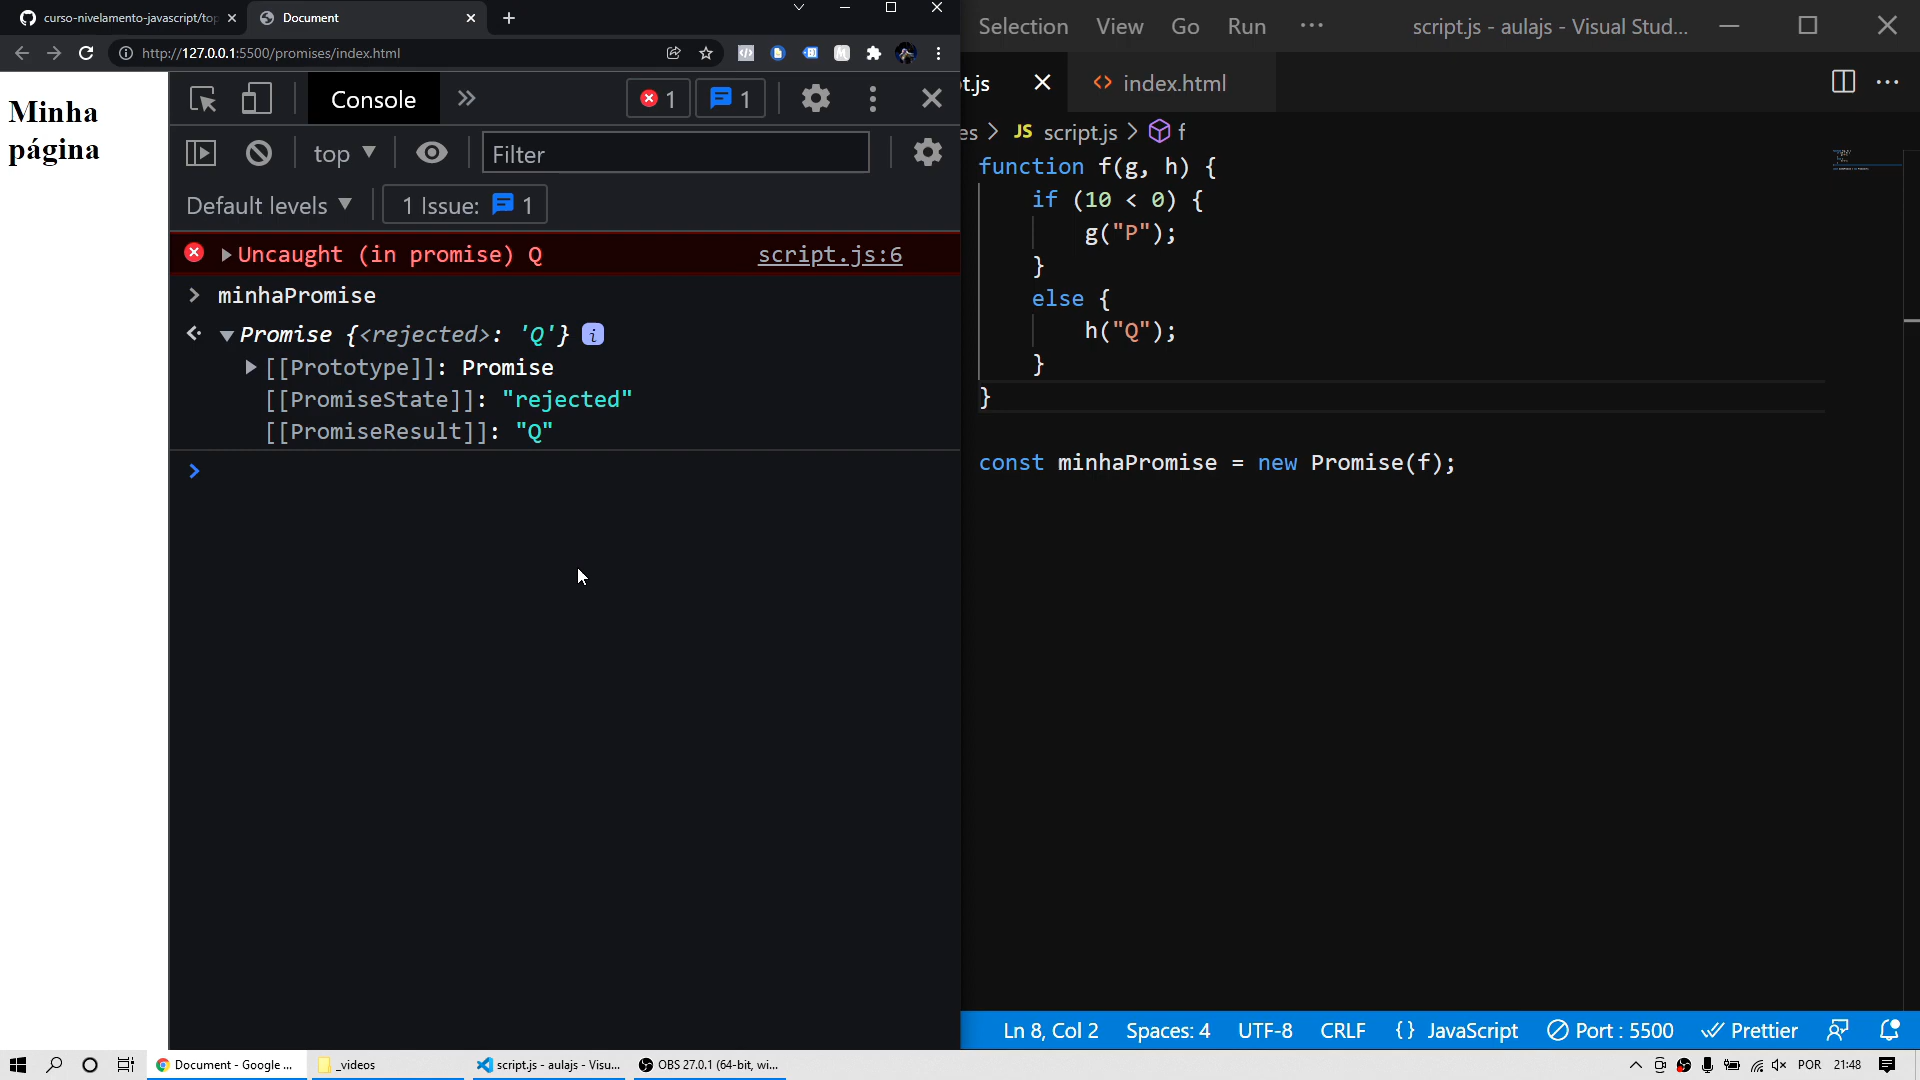 curso-nivelamento-javascript/top
Document
http://127.0.0.1:5500/promises/index.html
Minha
página
Console
1
1
top
Filter
Default levels
1 Issue: 1
Uncaught (in promise) Q
script.js:6
minhaPromise
Promise {<rejected>: 'Q'}
[[Prototype]]: Promise
[[PromiseState]]: "rejected"
[[PromiseResult]]: "Q"
Selection View Go Run ···
script.js - aulajs - Visual Stud...
t.js
index.html
es > JS script.js > f
function f(g, h) {
if (10 < 0) {
g("P");
}
else {
h("Q");
}
}
const minhaPromise = new Promise(f);
Ln 8, Col 2 Spaces: 4 UTF-8 CRLF {} JavaScript Port : 5500 Prettier
Document - Google ...
_videos
script.js - aulajs - Visu...
OBS 27.0.1 (64-bit, wi...
POR 21:48